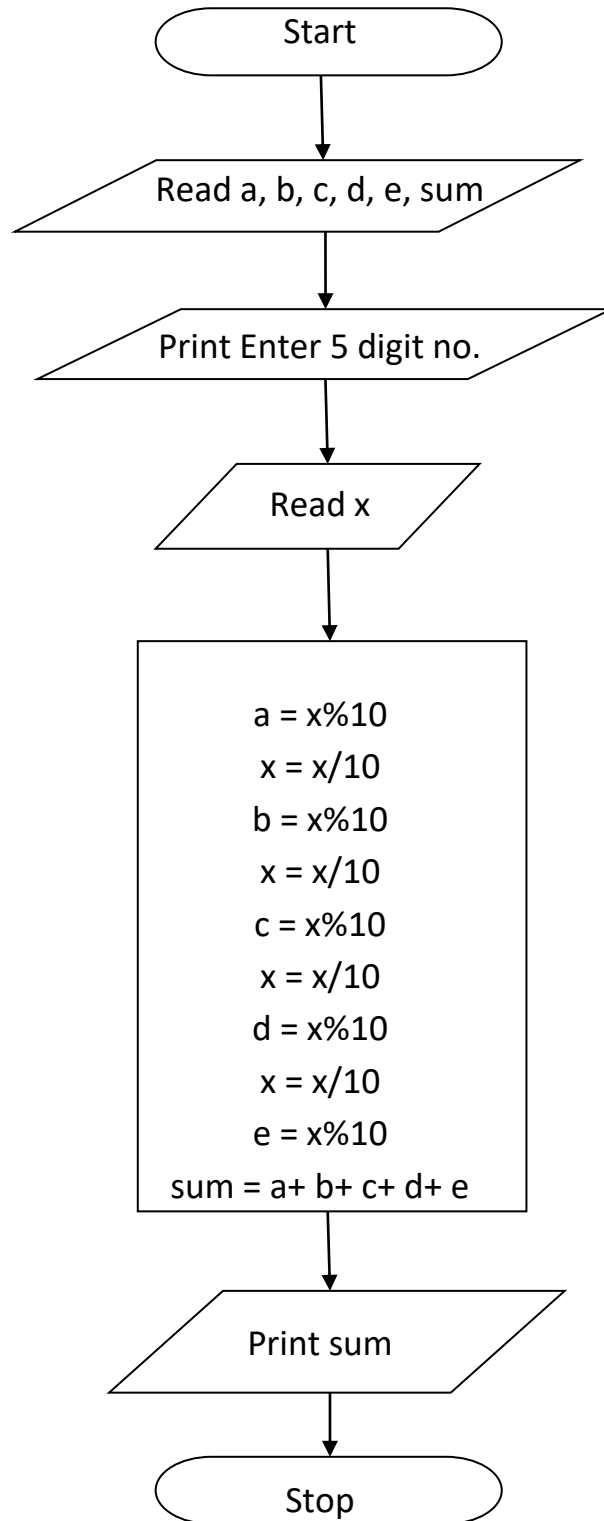 Start
Read a, b, c, d, e, sum
Print Enter 5 digit no.
Read x
a = x%10
x = x/10
b = x%10
x = x/10
c = x%10
x = x/10
d = x%10
x = x/10
e = x%10
sum = a+ b+ c+ d+ e
Print sum
Stop